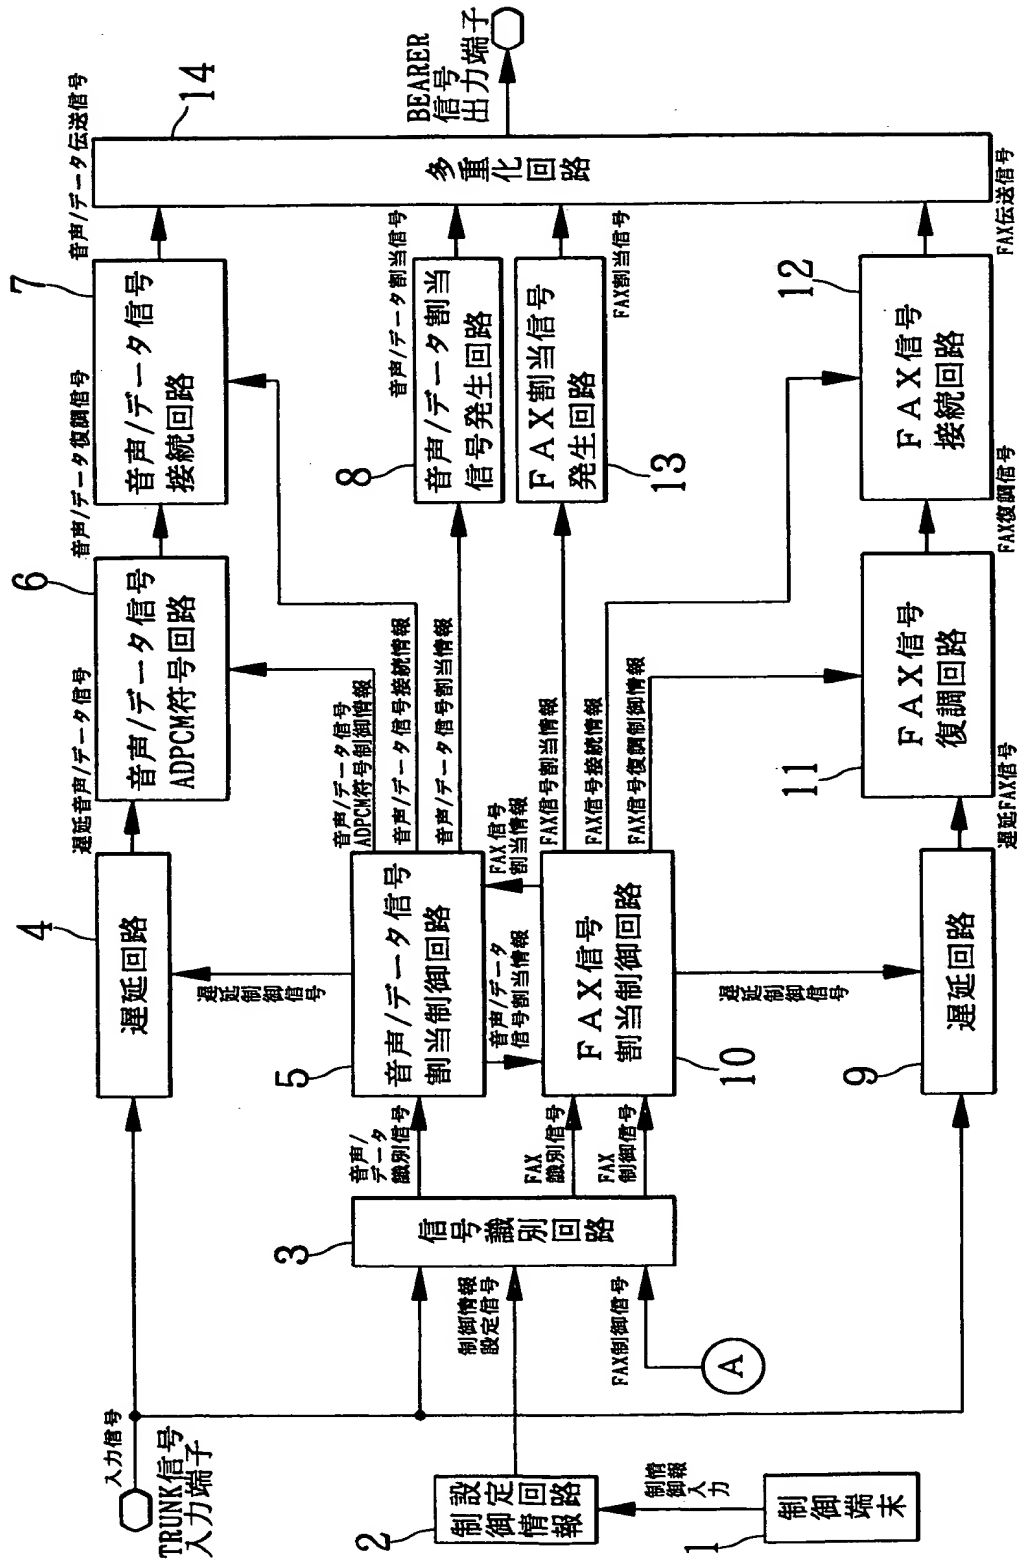 TRUNK信号
入力端子
入力信号
1
制御端末
制御情報
入力
2
制御情報
設定回路
制御情報
設定信号
FAX制御信号
A
3
信号識別回路
音声/
データ
識別信号
FAX
識別信号
FAX
制御信号
4
遅延回路
遅延
制御信号
5
音声/データ信号
割当制御回路
音声/データ
信号割当情報
FAX信号
割当情報
FAX信号
割当制御回路
10
遅延
制御信号
9
遅延回路
遅延音声/データ信号
音声/データ信号
ADPCM符号制御情報
音声/データ信号接続情報
音声/データ信号割当情報
FAX信号割当情報
FAX信号接続情報
FAX信号復調制御情報
遅延FAX信号
6
音声/データ信号
ADPCM符号回路
11
FAX信号
復調回路
音声/データ復調信号
FAX復調信号
7
音声/データ信号
接続回路
8
音声/データ割当
信号発生回路
FAX割当信号
発生回路
13
12
FAX信号
接続回路
音声/データ伝送信号
音声/データ割当信号
FAX割当信号
FAX伝送信号
14
多重化回路
BEARER
信号
出力端子